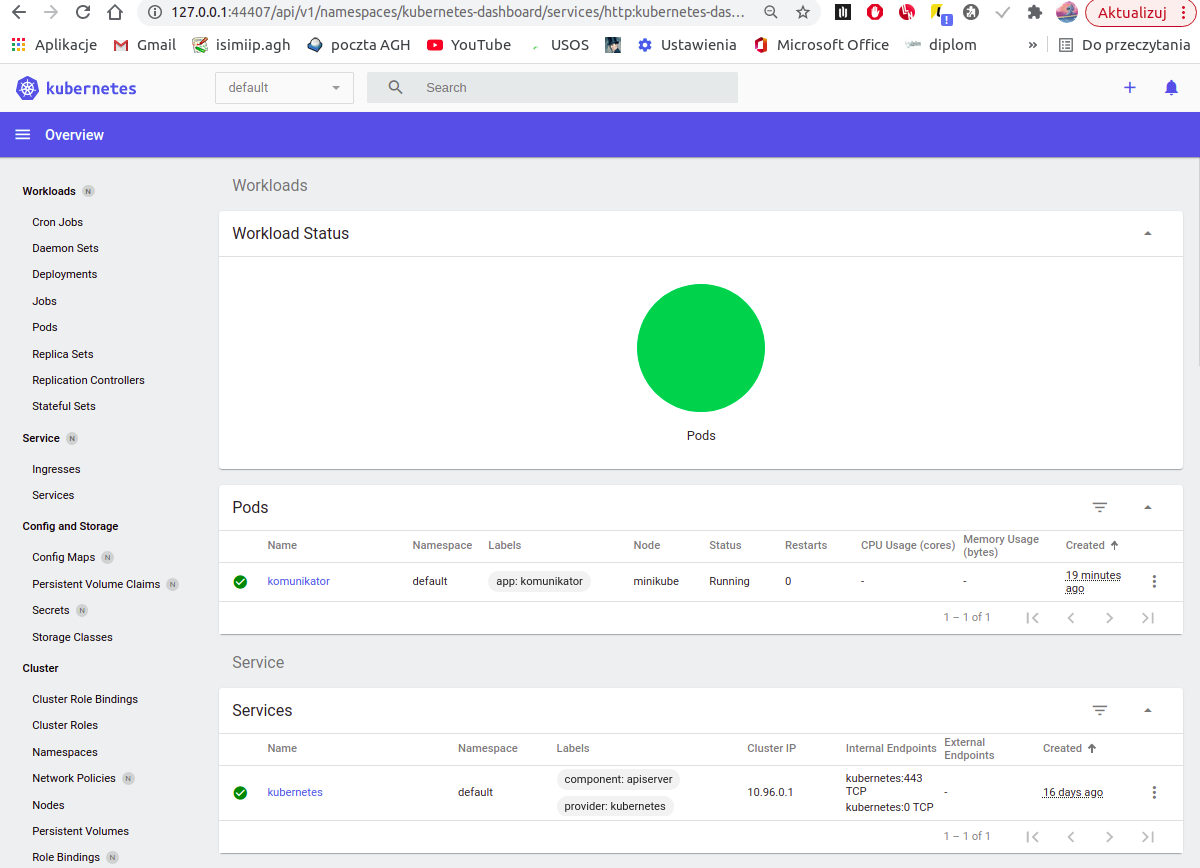 127.0.0.1:44407/api/v1/namespaces/kubernetes-dashboard/services/http:kubernetes-das...
Aktualizuj
Aplikacje Gmail isimiip.agh poczta AGH YouTube USOS Ustawienia Microsoft Office diplom » Do przeczytania
kubernetes default Search
Overview
Workloads N
Cron Jobs
Daemon Sets
Deployments
Jobs
Pods
Replica Sets
Replication Controllers
Stateful Sets
Service N
Ingresses
Services
Config and Storage
Config Maps N
Persistent Volume Claims N
Secrets N
Storage Classes
Cluster
Cluster Role Bindings
Cluster Roles
Namespaces
Network Policies N
Nodes
Persistent Volumes
Role Bindings N
Workloads
Workload Status
Pods
Pods
Name Namespace Labels Node Status Restarts CPU Usage (cores) Memory Usage (bytes) Created
komunikator default app: komunikator minikube Running 0 - - 19 minutes ago
1 – 1 of 1
Service
Services
Name Namespace Labels Cluster IP Internal Endpoints External Endpoints Created
kubernetes default component: apiserver provider: kubernetes 10.96.0.1 kubernetes:443 TCP kubernetes:0 TCP - 16 days ago
1 – 1 of 1